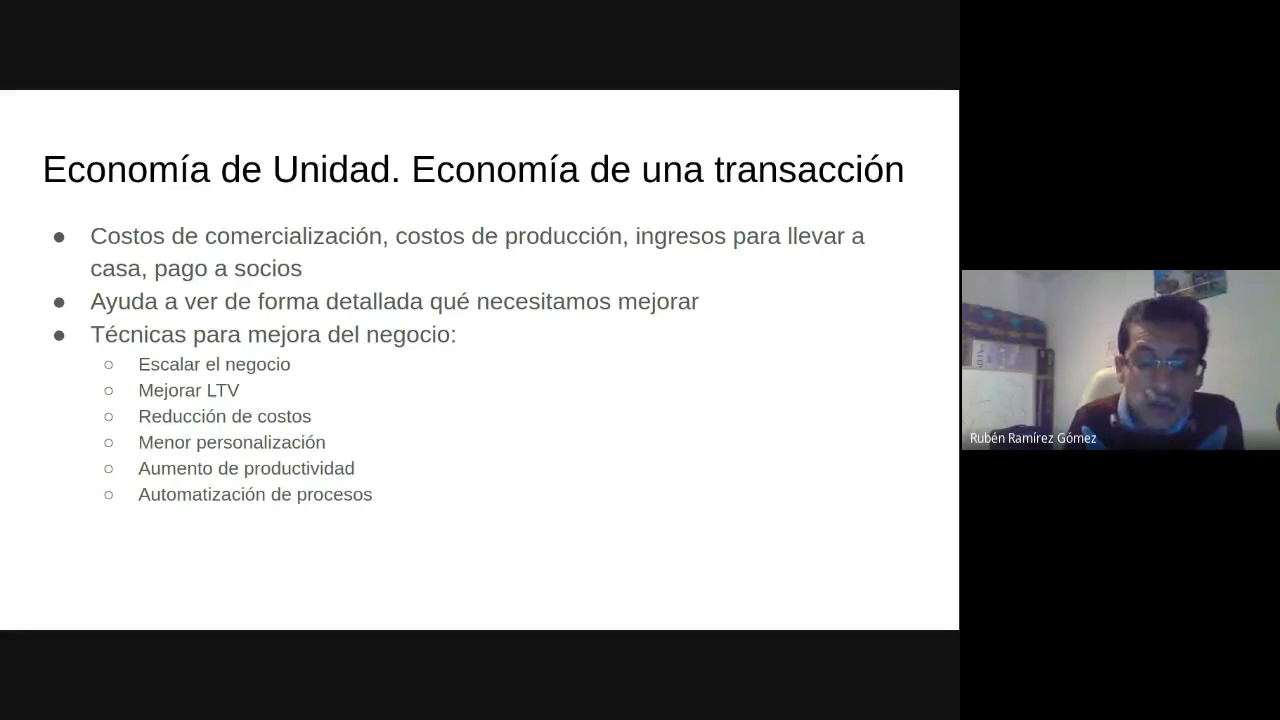 Economía de Unidad. Economía de una transacción
● Costos de comercialización, costos de producción, ingresos para llevar a
casa, pago a socios
● Ayuda a ver de forma detallada qué necesitamos mejorar
● Técnicas para mejora del negocio:
○ Escalar el negocio
○ Mejorar LTV
○ Reducción de costos
○ Menor personalización
○ Aumento de productividad
○ Automatización de procesos
Rubén Ramírez Gómez